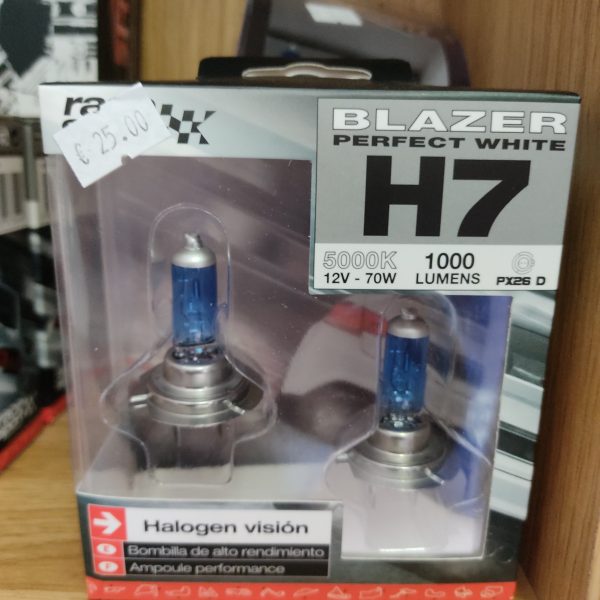 € 25.00
BLAZER
PERFECT WHITE
H7
5000K
12V - 70W
1000
LUMENS
PX26 D
Halogen visión
Bombilla de alto rendimiento
Ampoule performance